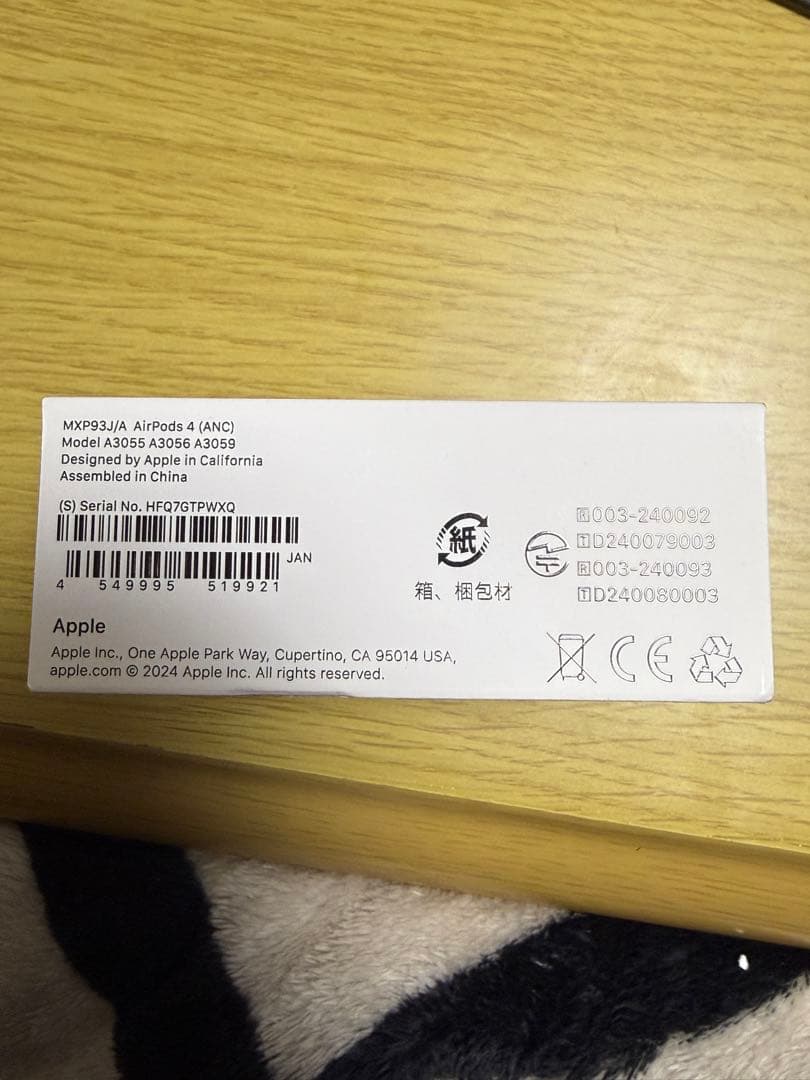 MXP93J/A AirPods 4 (ANC)
Model A3055 A3056 A3059
Designed by Apple in California
Assembled in China
(S) Serial No. HFQ7GTPWXQ
JAN
4 549995 519921
紙
箱、梱包材
R003-240092
TD240079003
R003-240093
TD240080003
Apple
Apple Inc., One Apple Park Way, Cupertino, CA 95014 USA,
apple.com © 2024 Apple Inc. All rights reserved.
CE